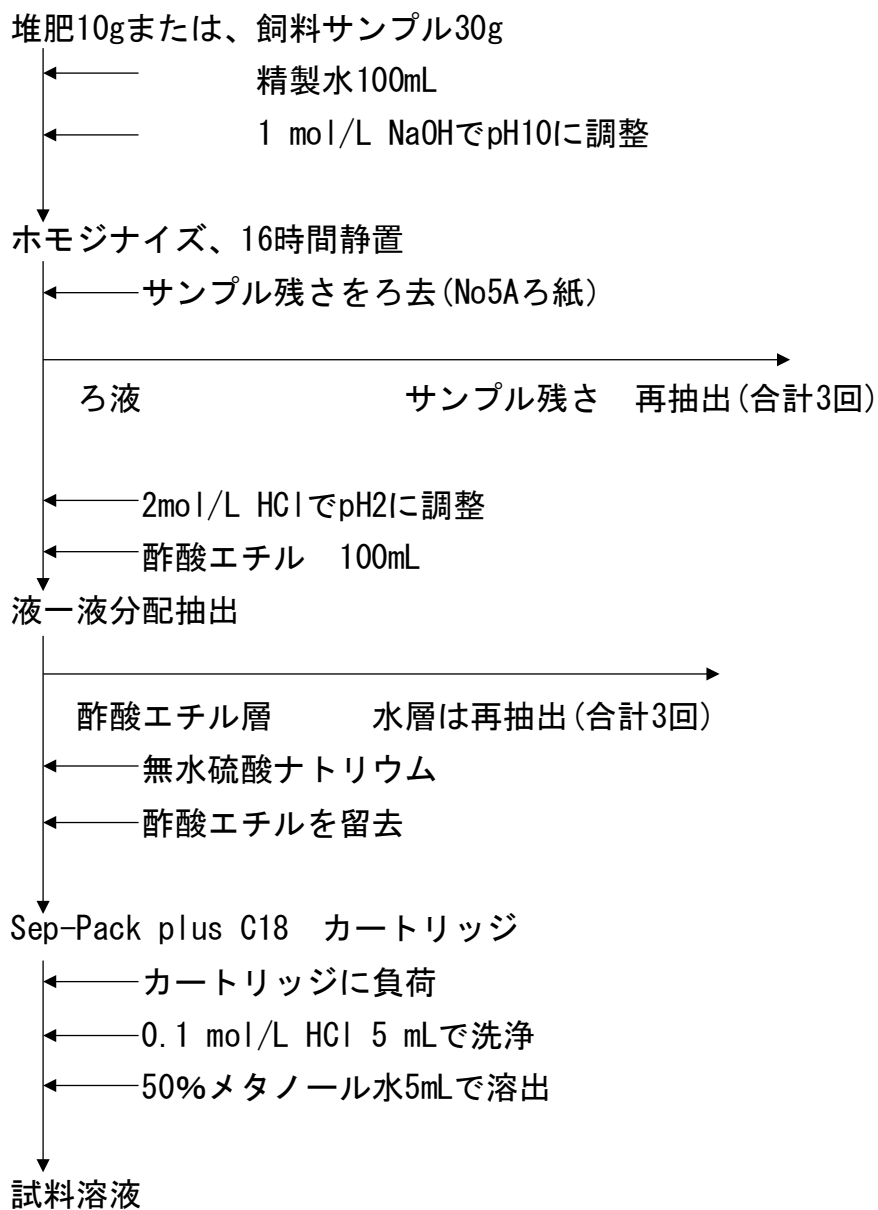 堆肥10gまたは、飼料サンプル30g
精製水100mL
1 mol/L NaOHでpH10に調整
ホモジナイズ、16時間静置
サンプル残さをろ去(No5Aろ紙)
ろ液 サンプル残さ 再抽出(合計3回)
2mol/L HClでpH2に調整
酢酸エチル 100mL
液ー液分配抽出
酢酸エチル層 水層は再抽出(合計3回)
無水硫酸ナトリウム
酢酸エチルを留去
Sep-Pack plus C18 カートリッジ
カートリッジに負荷
0.1 mol/L HCl 5 mLで洗浄
50%メタノール水5mLで溶出
試料溶液